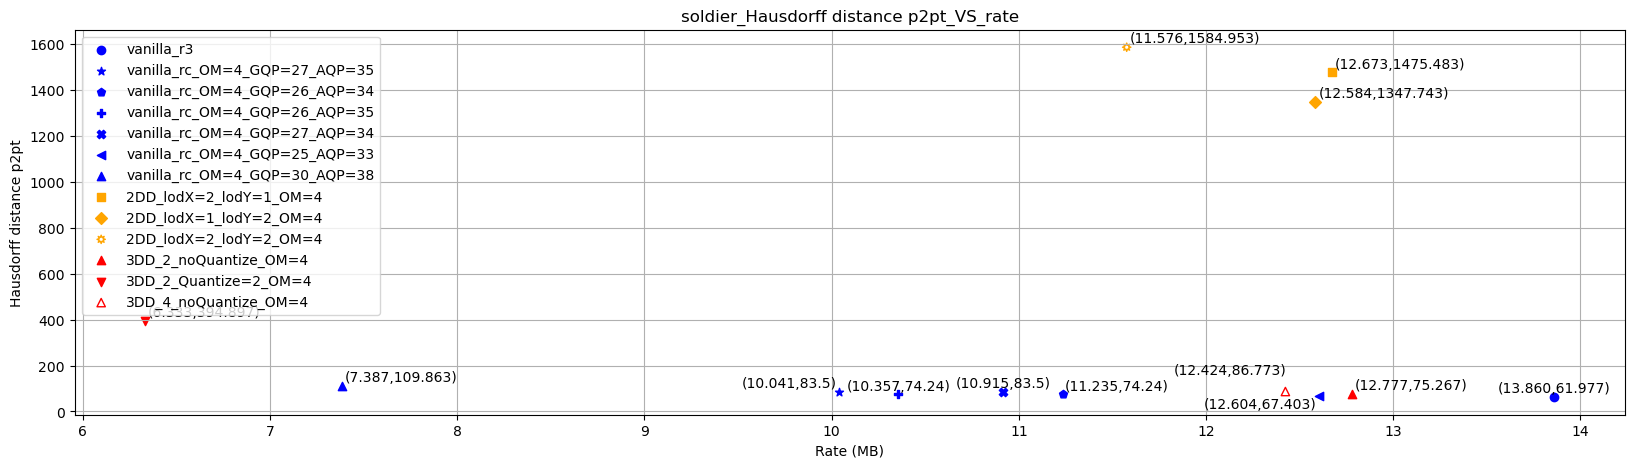 soldier_Hausdorff distance p2pt_VS_rate
Hausdorff distance p2pt
1600
1400
1200
1000
800
600
400
200
0
vanilla_r3
vanilla_rc_OM=4_GQP=27_AQP=35
vanilla_rc_OM=4_GQP=26_AQP=34
vanilla_rc_OM=4_GQP=26_AQP=35
vanilla_rc_OM=4_GQP=27_AQP=34
vanilla_rc_OM=4_GQP=25_AQP=33
vanilla_rc_OM=4_GQP=30_AQP=38
2DD_lodX=2_lodY=1_OM=4
2DD_lodX=1_lodY=2_OM=4
2DD_lodX=2_lodY=2_OM=4
3DD_2_noQuantize_OM=4
3DD_2_Quantize=2_OM=4
3DD_4_noQuantize_OM=4
(11.576,1584.953)
(12.673,1475.483)
(12.584,1347.743)
(6.333,394.897)
(7.387,109.863)
(10.041,83.5)
(10.357,74.24)
(10.915,83.5)
(11.235,74.24)
(12.424,86.773)
(12.604,67.403)
(12.777,75.267)
(13.860,61.977)
6 7 8 9 10 11 12 13 14
Rate (MB)